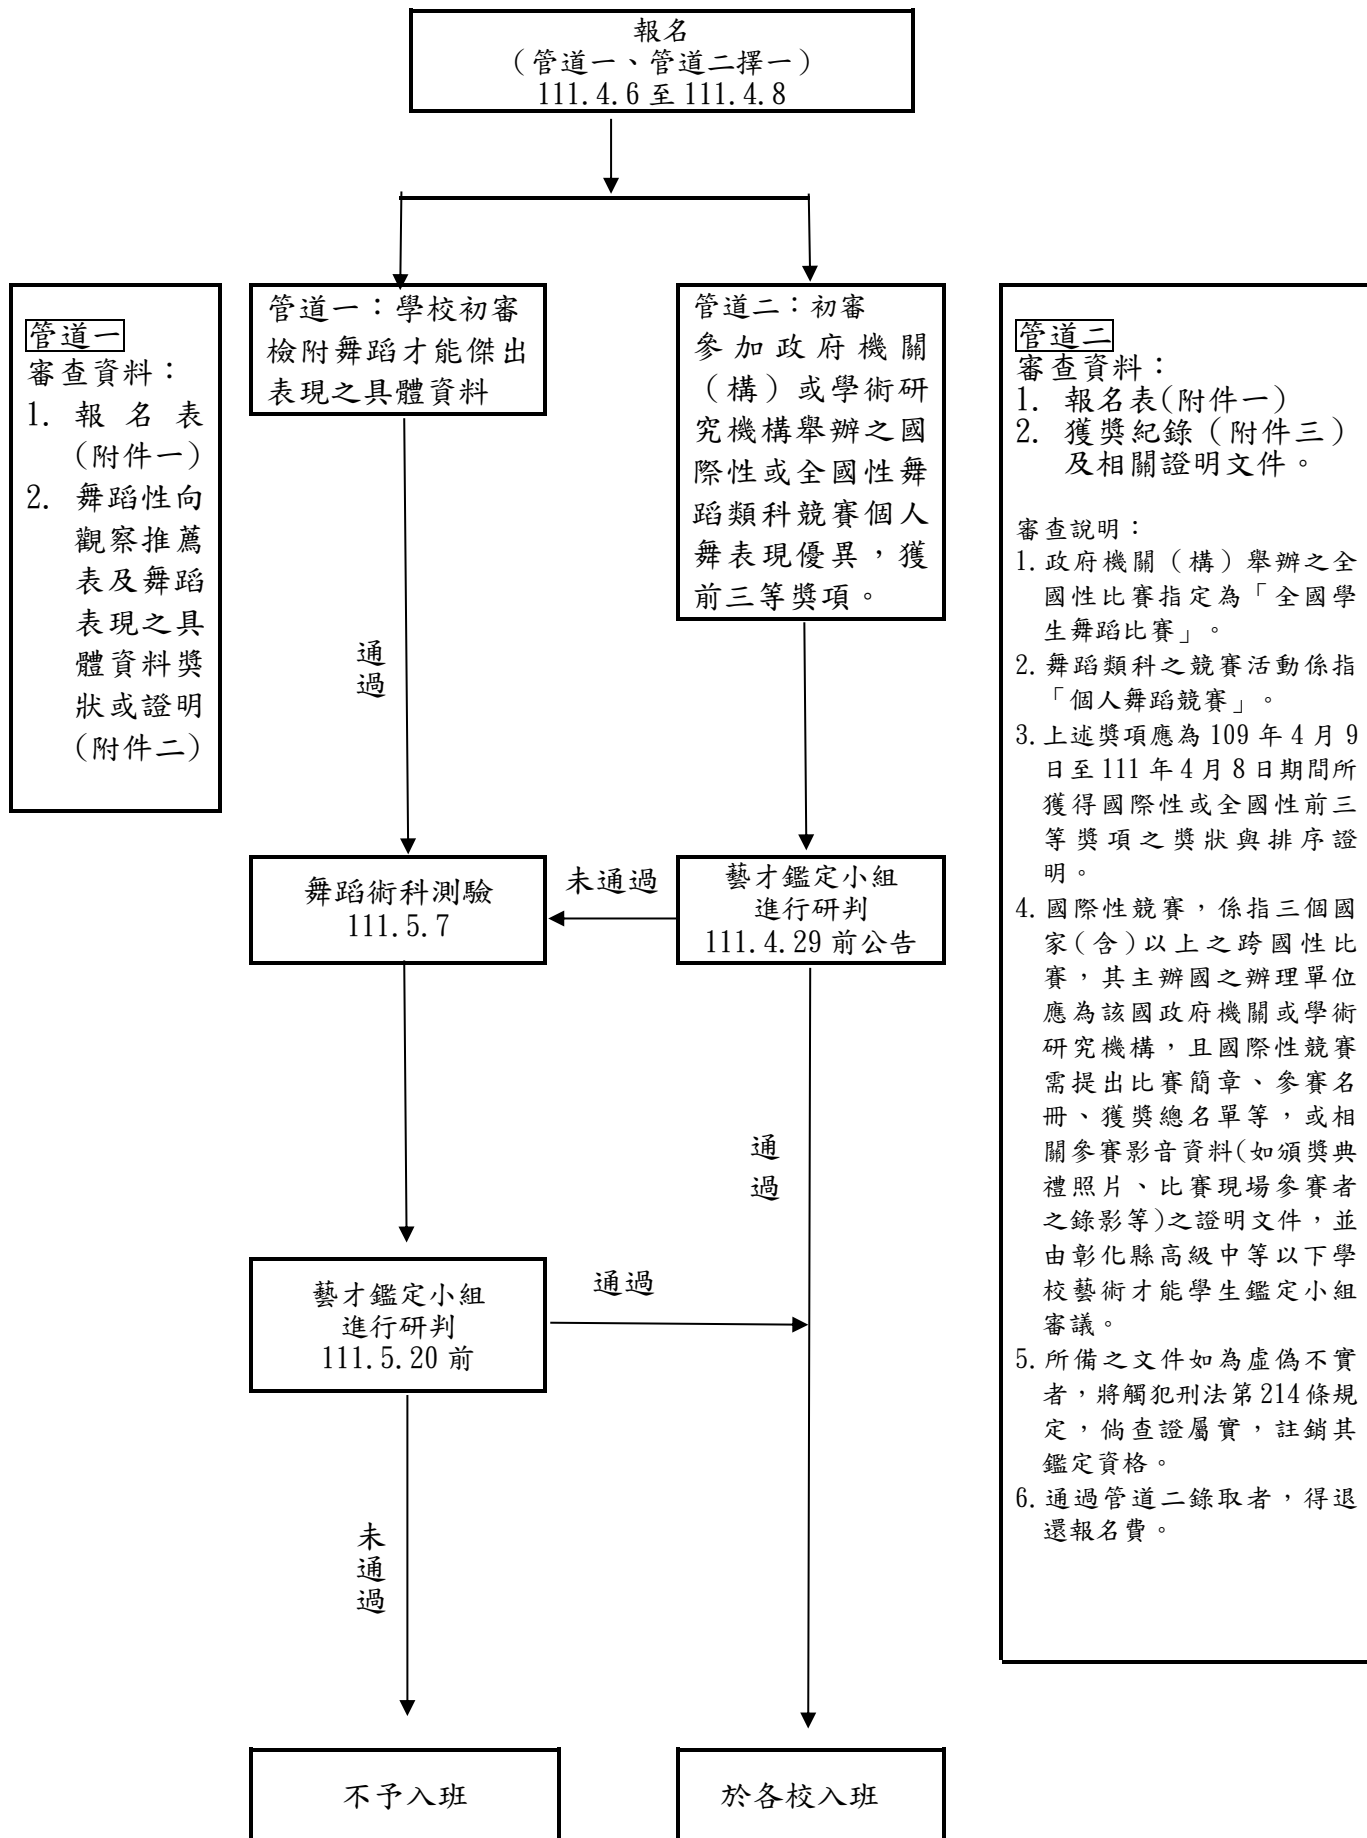 報名
（管道一、管道二擇一）
111.4.6 至 111.4.8
管道一
審查資料：
1. 報名表
(附件一)
2. 舞蹈性向
觀察推薦
表及舞蹈
表現之具
體資料獎
狀或證明
(附件二)
管道一：學校初審
檢附舞蹈才能傑出
表現之具體資料
管道二：初審
參加政府機關
（構）或學術研
究機構舉辦之國
際性或全國性舞
蹈類科競賽個人
舞表現優異，獲
前三等獎項。
管道二
審查資料：
1. 報名表(附件一)
2. 獲獎紀錄（附件三）
及相關證明文件。
審查說明：
1.政府機關（構）舉辦之全
國性比賽指定為「全國學
生舞蹈比賽」。
2.舞蹈類科之競賽活動係指
「個人舞蹈競賽」。
3.上述獎項應為 109 年 4 月 9
日至 111 年 4 月 8 日期間所
獲得國際性或全國性前三
等獎項之獎狀與排序證
明。
4.國際性競賽，係指三個國
家(含)以上之跨國性比
賽，其主辦國之辦理單位
應為該國政府機關或學術
研究機構，且國際性競賽
需提出比賽簡章、參賽名
冊、獲獎總名單等，或相
關參賽影音資料(如頒獎典
禮照片、比賽現場參賽者
之錄影等)之證明文件，並
由彰化縣高級中等以下學
校藝術才能學生鑑定小組
審議。
5.所備之文件如為虛偽不實
者，將觸犯刑法第 214 條規
定，倘查證屬實，註銷其
鑑定資格。
6.通過管道二錄取者，得退
還報名費。
通
過
舞蹈術科測驗
111.5.7
未通過
藝才鑑定小組
進行研判
111.4.29 前公告
通
過
藝才鑑定小組
進行研判
111.5.20 前
通過
未
通
過
不予入班
於各校入班